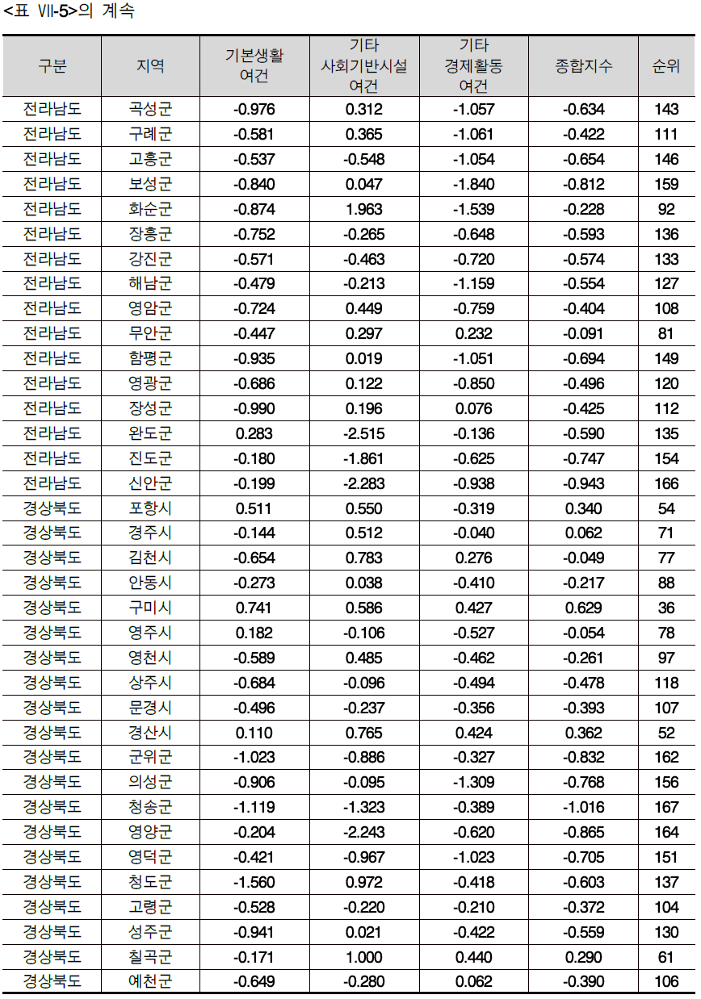 <표 Ⅶ-5>의 계속
구분 지역 기본생활 여건 기타 사회기반시설 여건 기타 경제활동 여건 종합지수 순위
전라남도 곡성군 -0.976 0.312 -1.057 -0.634 143
전라남도 구례군 -0.581 0.365 -1.061 -0.422 111
전라남도 고흥군 -0.537 -0.548 -1.054 -0.654 146
전라남도 보성군 -0.840 0.047 -1.840 -0.812 159
전라남도 화순군 -0.874 1.963 -1.539 -0.228 92
전라남도 장흥군 -0.752 -0.265 -0.648 -0.593 136
전라남도 강진군 -0.571 -0.463 -0.720 -0.574 133
전라남도 해남군 -0.479 -0.213 -1.159 -0.554 127
전라남도 영암군 -0.724 0.449 -0.759 -0.404 108
전라남도 무안군 -0.447 0.297 0.232 -0.091 81
전라남도 함평군 -0.935 0.019 -1.051 -0.694 149
전라남도 영광군 -0.686 0.122 -0.850 -0.496 120
전라남도 장성군 -0.990 0.196 0.076 -0.425 112
전라남도 완도군 0.283 -2.515 -0.136 -0.590 135
전라남도 진도군 -0.180 -1.861 -0.625 -0.747 154
전라남도 신안군 -0.199 -2.283 -0.938 -0.943 166
경상북도 포항시 0.511 0.550 -0.319 0.340 54
경상북도 경주시 -0.144 0.512 -0.040 0.062 71
경상북도 김천시 -0.654 0.783 0.276 -0.049 77
경상북도 안동시 -0.273 0.038 -0.410 -0.217 88
경상북도 구미시 0.741 0.586 0.427 0.629 36
경상북도 영주시 0.182 -0.106 -0.527 -0.054 78
경상북도 영천시 -0.589 0.485 -0.462 -0.261 97
경상북도 상주시 -0.684 -0.096 -0.494 -0.478 118
경상북도 문경시 -0.496 -0.237 -0.356 -0.393 107
경상북도 경산시 0.110 0.765 0.424 0.362 52
경상북도 군위군 -1.023 -0.886 -0.327 -0.832 162
경상북도 의성군 -0.906 -0.095 -1.309 -0.768 156
경상북도 청송군 -1.119 -1.323 -0.389 -1.016 167
경상북도 영양군 -0.204 -2.243 -0.620 -0.865 164
경상북도 영덕군 -0.421 -0.967 -1.023 -0.705 151
경상북도 청도군 -1.560 0.972 -0.418 -0.603 137
경상북도 고령군 -0.528 -0.220 -0.210 -0.372 104
경상북도 성주군 -0.941 0.021 -0.422 -0.559 130
경상북도 칠곡군 -0.171 1.000 0.440 0.290 61
경상북도 예천군 -0.649 -0.280 0.062 -0.390 106